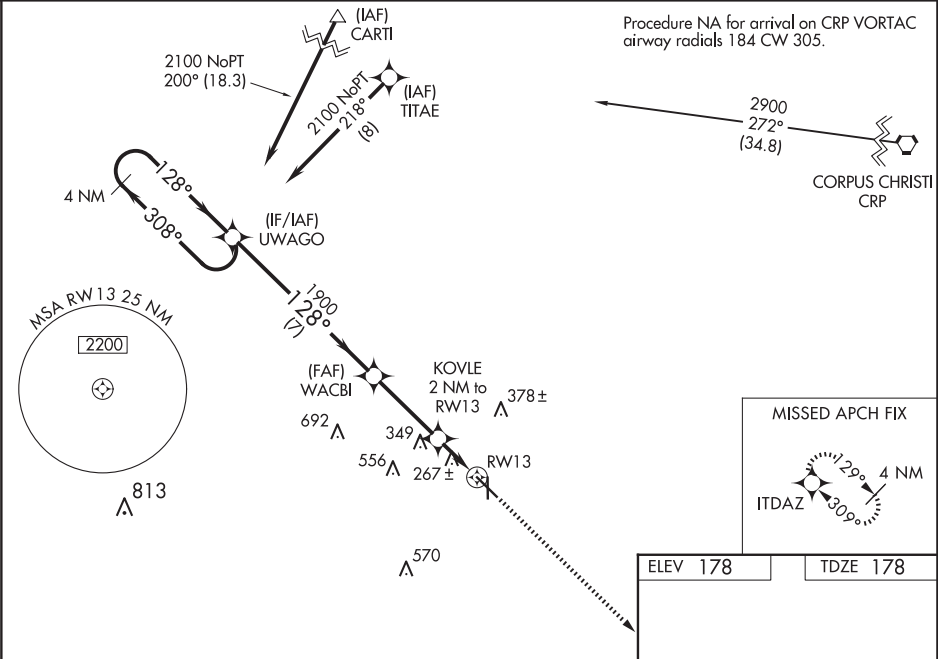 (IAF)
CARTI
Procedure NA for arrival on CRP VORTAC
airway radials 184 CW 305.
2100 NoPT
200° (18.3)
2100 NoPT
218°
(8)
(IAF)
TITAE
2900
272°
(34.8)
CORPUS CHRISTI
CRP
128°
4 NM
308°
(IF/IAF)
UWAGO
1900
128°
(7)
MSA RW13 25 NM
2200
(FAF)
WACBI
KOVLE
2 NM to
RW13
378 ±
692
349
556
267 ±
RW13
813
570
MISSED APCH FIX
129°
4 NM
ITDAZ
309°
ELEV 178
TDZE 178